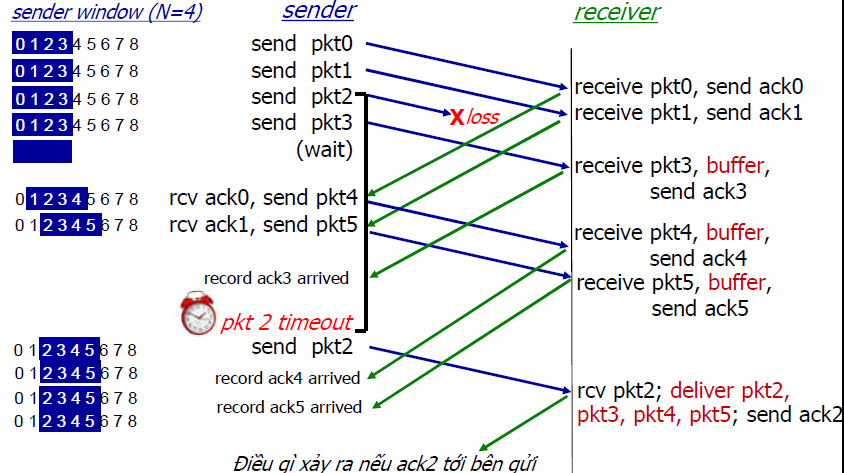 sender window (N=4) sender receiver
0 1 2 3 4 5 6 7 8 send pkt0
0 1 2 3 4 5 6 7 8 send pkt1
receive pkt0, send ack0
0 1 2 3 4 5 6 7 8 send pkt2
X loss
receive pkt1, send ack1
0 1 2 3 4 5 6 7 8 send pkt3
(wait)
receive pkt3, buffer,
send ack3
0 1 2 3 4 5 6 7 8 rcv ack0, send pkt4
0 1 2 3 4 5 6 7 8 rcv ack1, send pkt5
receive pkt4, buffer,
send ack4
record ack3 arrived
receive pkt5, buffer,
send ack5
pkt 2 timeout
0 1 2 3 4 5 6 7 8 send pkt2
0 1 2 3 4 5 6 7 8 record ack4 arrived
0 1 2 3 4 5 6 7 8 record ack5 arrived
0 1 2 3 4 5 6 7 8
rcv pkt2; deliver pkt2,
pkt3, pkt4, pkt5; send ack2
Điều gì xảy ra nếu ack2 tới bên gửi